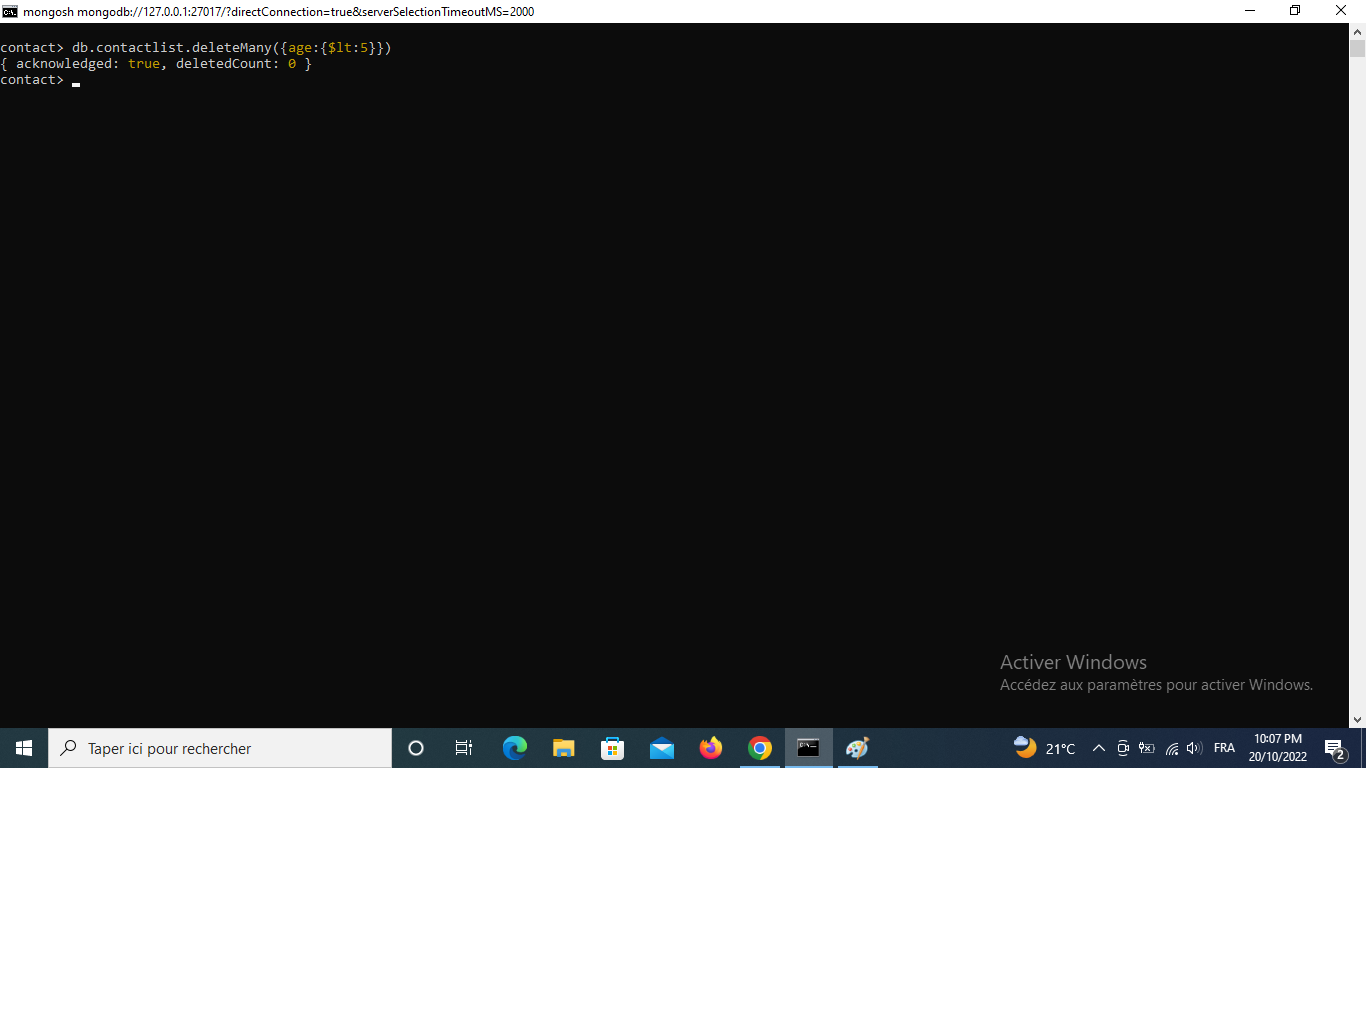 mongosh mongodb://127.0.0.1:27017/?directConnection=true&serverSelectionTimeoutMS=2000
contact> db.contactlist.deleteMany({age:{$lt:5}})
{ acknowledged: true, deletedCount: 0 }
contact>
Activer Windows
Accédez aux paramètres pour activer Windows.
Taper ici pour rechercher
21°C
FRA
10:07 PM
20/10/2022
2